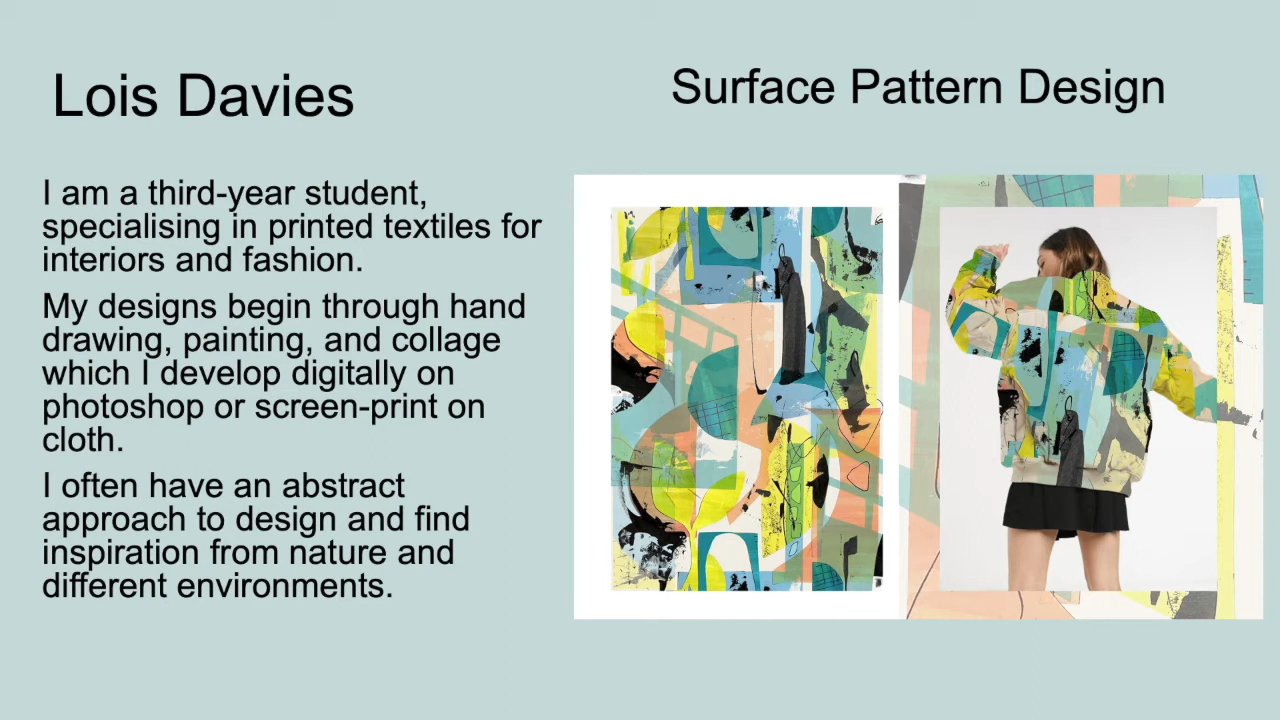 Lois Davies
Surface Pattern Design
I am a third-year student,
specialising in printed textiles for
interiors and fashion.
My designs begin through hand
drawing, painting, and collage
which I develop digitally on
photoshop or screen-print on
cloth.
I often have an abstract
approach to design and find
inspiration from nature and
different environments.